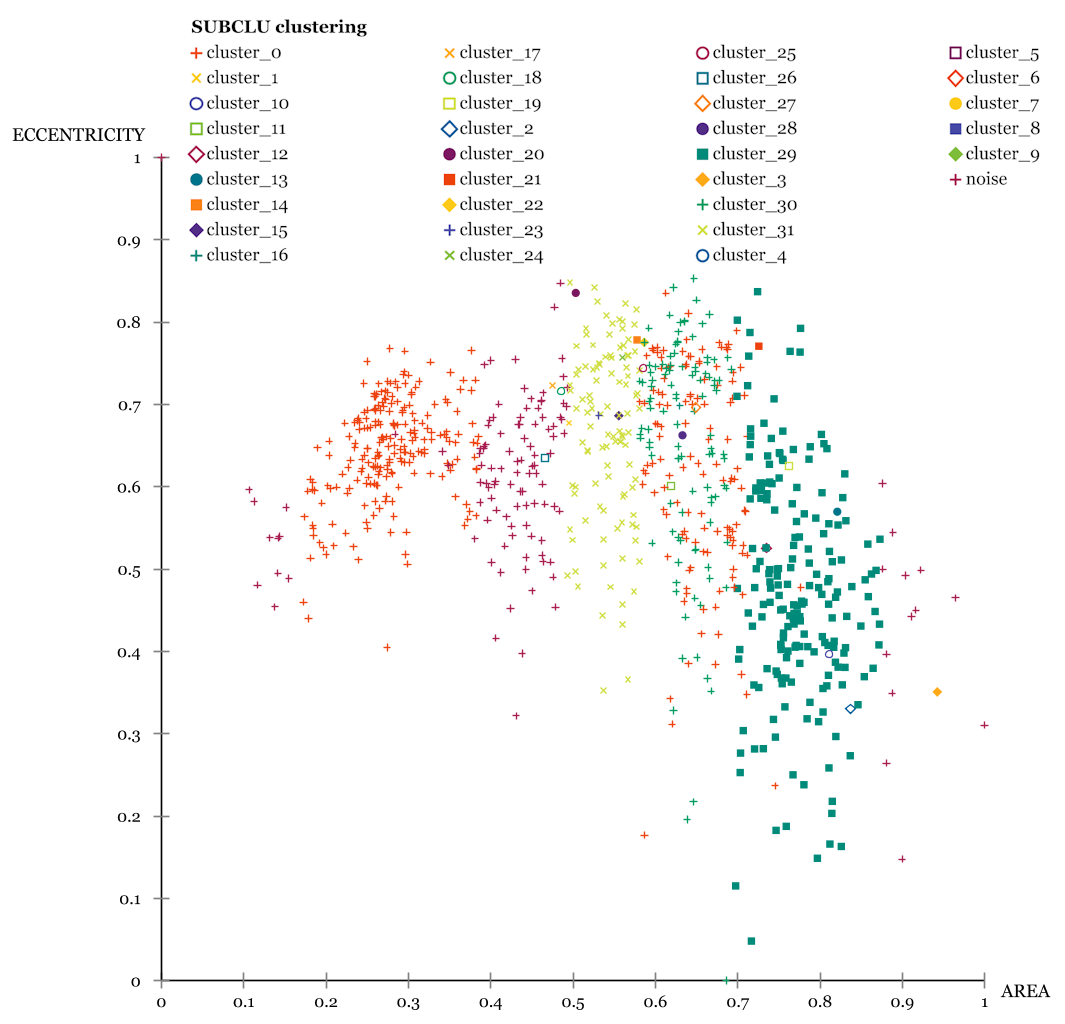 SUBCLU clustering
cluster_0 cluster_17 cluster_25 cluster_5
cluster_1 cluster_18 cluster_26 cluster_6
cluster_10 cluster_19 cluster_27 cluster_7
cluster_11 cluster_2 cluster_28 cluster_8
cluster_12 cluster_20 cluster_29 cluster_9
cluster_13 cluster_21 cluster_3 noise
cluster_14 cluster_22 cluster_30
cluster_15 cluster_23 cluster_31
cluster_16 cluster_24 cluster_4
ECCENTRICITY
1
0.9
0.8
0.7
0.6
0.5
0.4
0.3
0.2
0.1
0
0 0.1 0.2 0.3 0.4 0.5 0.6 0.7 0.8 0.9 1
AREA